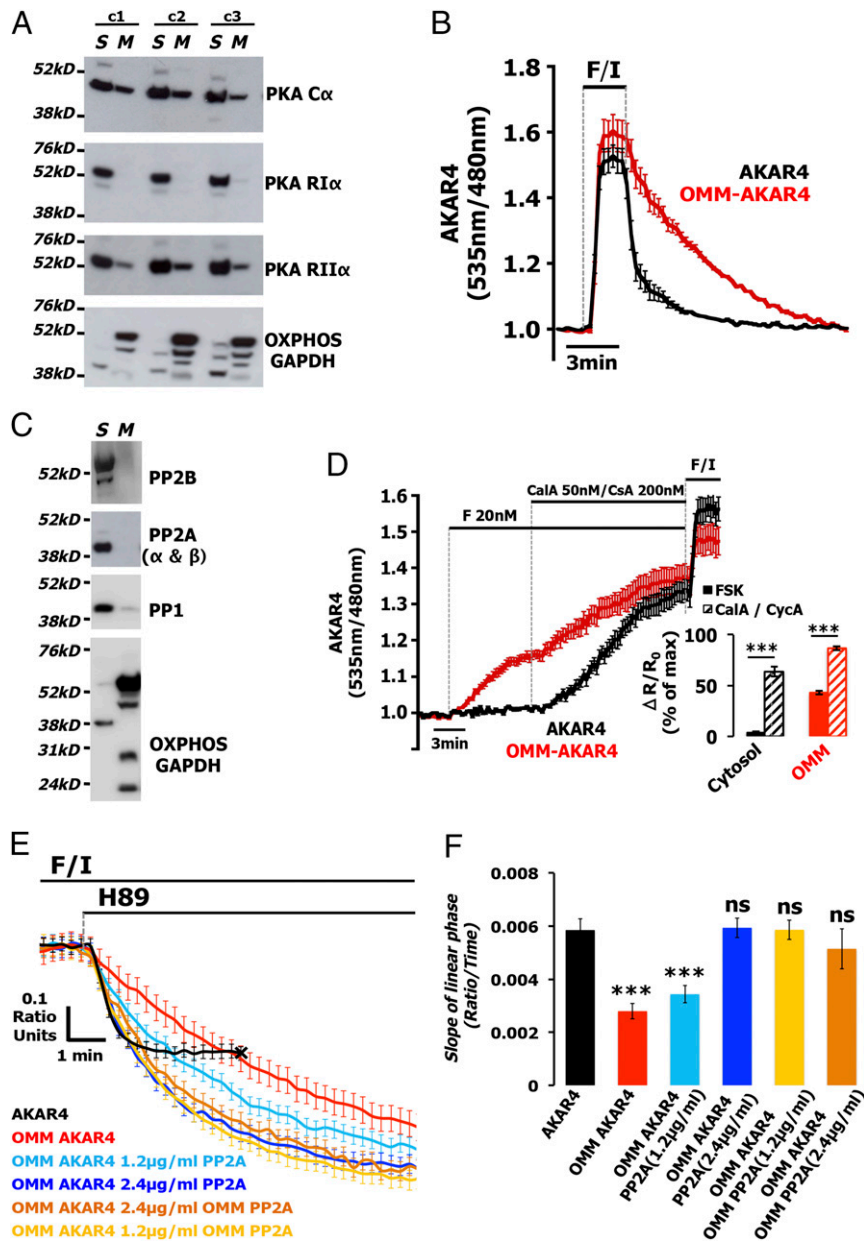 A
c1 c2 c3
S M S M S M
52kD
38kD
PKA Cα
76kD
52kD
38kD
PKA RIα
76kD
52kD
38kD
PKA RIIα
76kD
52kD
38kD
OXPHOS
GAPDH
B
F/I
1.8
1.6
1.4
1.2
1.0
AKAR4
(535nm/480nm)
AKAR4
OMM-AKAR4
3min
C
S M
52kD
PP2B
52kD
38kD
PP2A
(α & β)
52kD
38kD
PP1
76kD
52kD
38kD
31kD
24kD
OXPHOS
GAPDH
D
F/I
CalA 50nM/CsA 200nM
F 20nM
1.6
1.5
1.4
1.3
1.2
1.1
1.0
AKAR4
(535nm/480nm)
3min
AKAR4
OMM-AKAR4
FSK
CalA / CycA
***
***
100
50
0
ΔR/R0
(% of max)
Cytosol
OMM
E
F/I
H89
0.1
Ratio
Units
1 min
AKAR4
OMM AKAR4
OMM AKAR4 1.2µg/ml PP2A
OMM AKAR4 2.4µg/ml PP2A
OMM AKAR4 2.4µg/ml OMM PP2A
OMM AKAR4 1.2µg/ml OMM PP2A
F
0.008
0.006
0.004
0.002
0
Slope of linear phase
(Ratio/Time)
***
***
ns
ns
ns
AKAR4
OMM AKAR4
OMM AKAR4
PP2A(1.2µg/ml)
OMM AKAR4
PP2A(2.4µg/ml)
OMM AKAR4
OMM PP2A(1.2µg/ml)
OMM AKAR4
OMM PP2A(2.4µg/ml)